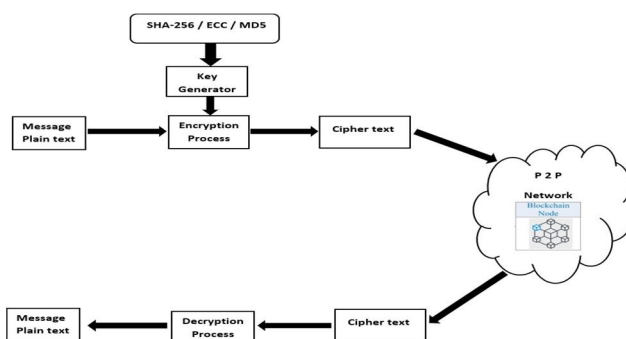 SHA-256 / ECC / MD5
Key
Generator
Message
Plain text
Encryption
Process
Cipher text
P 2 P
Network
Blockchain
Node
Message
Plain text
Decryption
Process
Cipher text